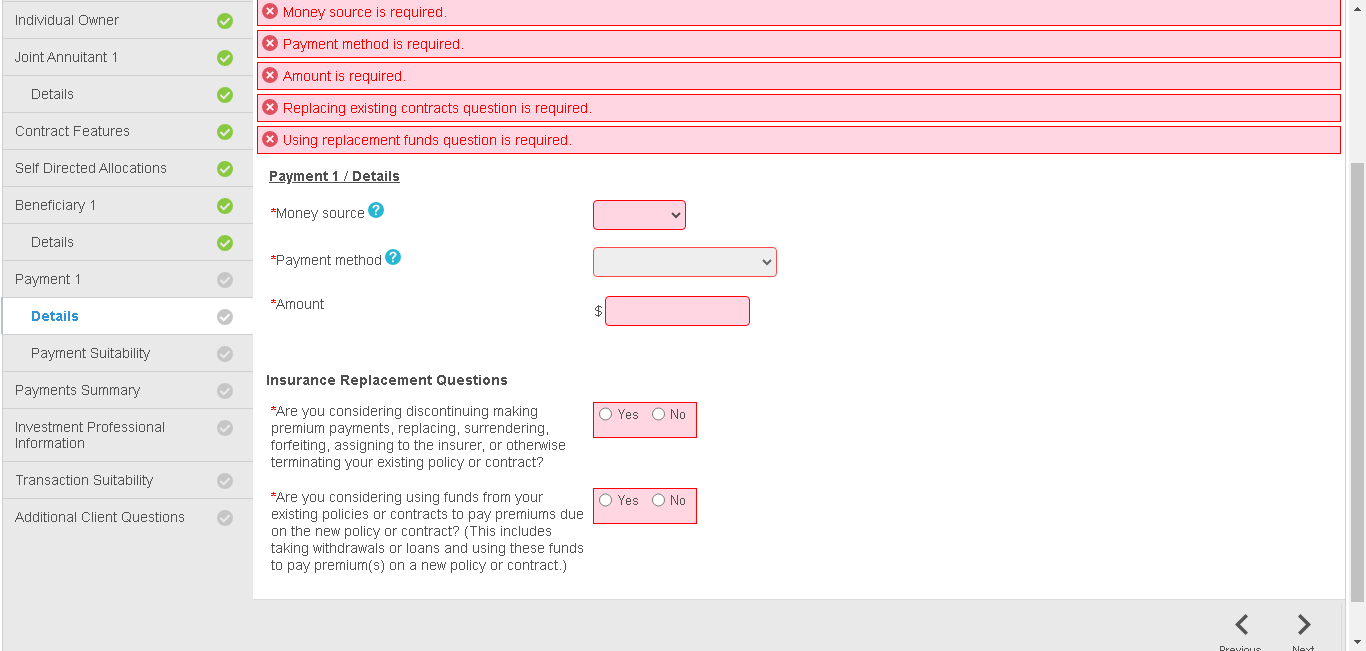 Individual Owner
Joint Annuitant 1
Details
Contract Features
Self Directed Allocations
Beneficiary 1
Details
Payment 1
Details
Payment Suitability
Payments Summary
Investment Professional
Information
Transaction Suitability
Additional Client Questions
Money source is required.
Payment method is required.
Amount is required.
Replacing existing contracts question is required.
Using replacement funds question is required.
Payment 1 / Details
*Money source ?
*Payment method ?
*Amount
$
Insurance Replacement Questions
*Are you considering discontinuing making
premium payments, replacing, surrendering,
forfeiting, assigning to the insurer, or otherwise
terminating your existing policy or contract?
Yes No
*Are you considering using funds from your
existing policies or contracts to pay premiums due
on the new policy or contract? (This includes
taking withdrawals or loans and using these funds
to pay premium(s) on a new policy or contract.)
Yes No
Previous Next